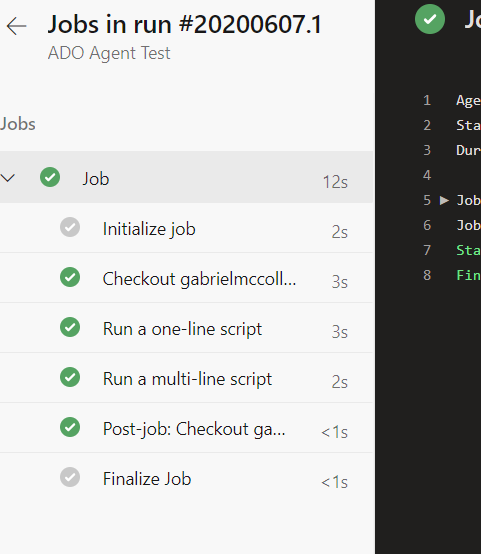 Jobs in run #20200607.1
ADO Agent Test
Jobs
Job 12s
Initialize job 2s
Checkout gabrielmccoll... 3s
Run a one-line script 3s
Run a multi-line script 2s
Post-job: Checkout ga... <1s
Finalize Job <1s
Jo
1 Age
2 Sta
3 Dur
4
5 Job
6 Job
7 Sta
8 Fin